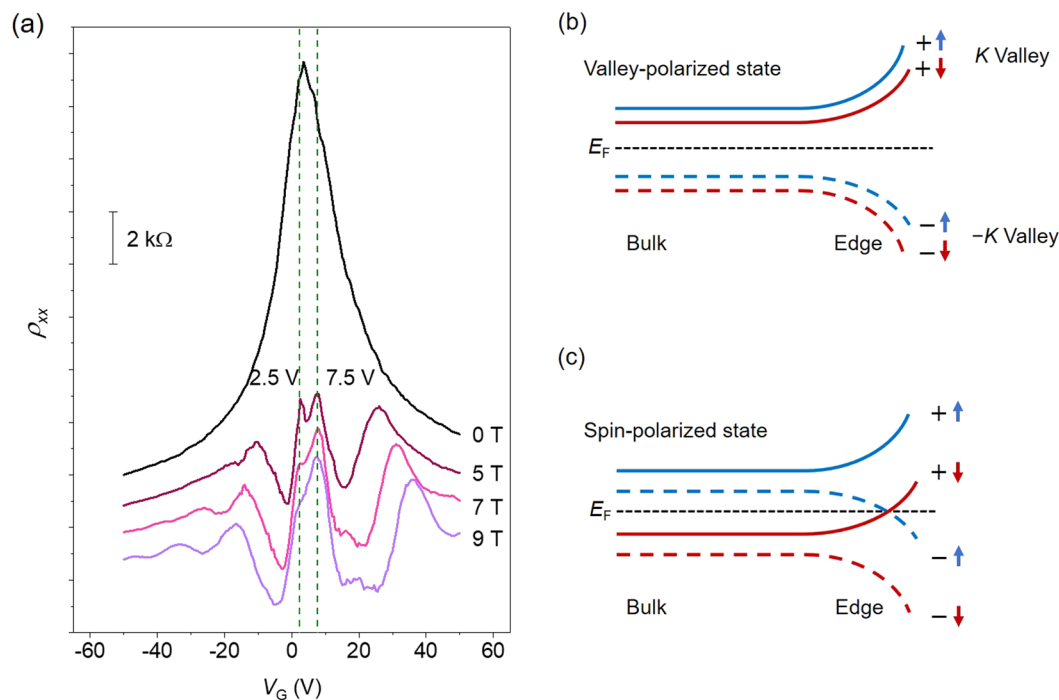 (a)
2 kΩ
ρxx
2.5 V
7.5 V
0 T
5 T
7 T
9 T
-60 -40 -20 0 20 40 60
VG (V)
(b)
Valley-polarized state
+ ↑ K Valley
+ ↓
EF
− ↑
− ↓ −K Valley
Bulk Edge
(c)
Spin-polarized state
+ ↑
+ ↓
EF
− ↑
− ↓
Bulk Edge